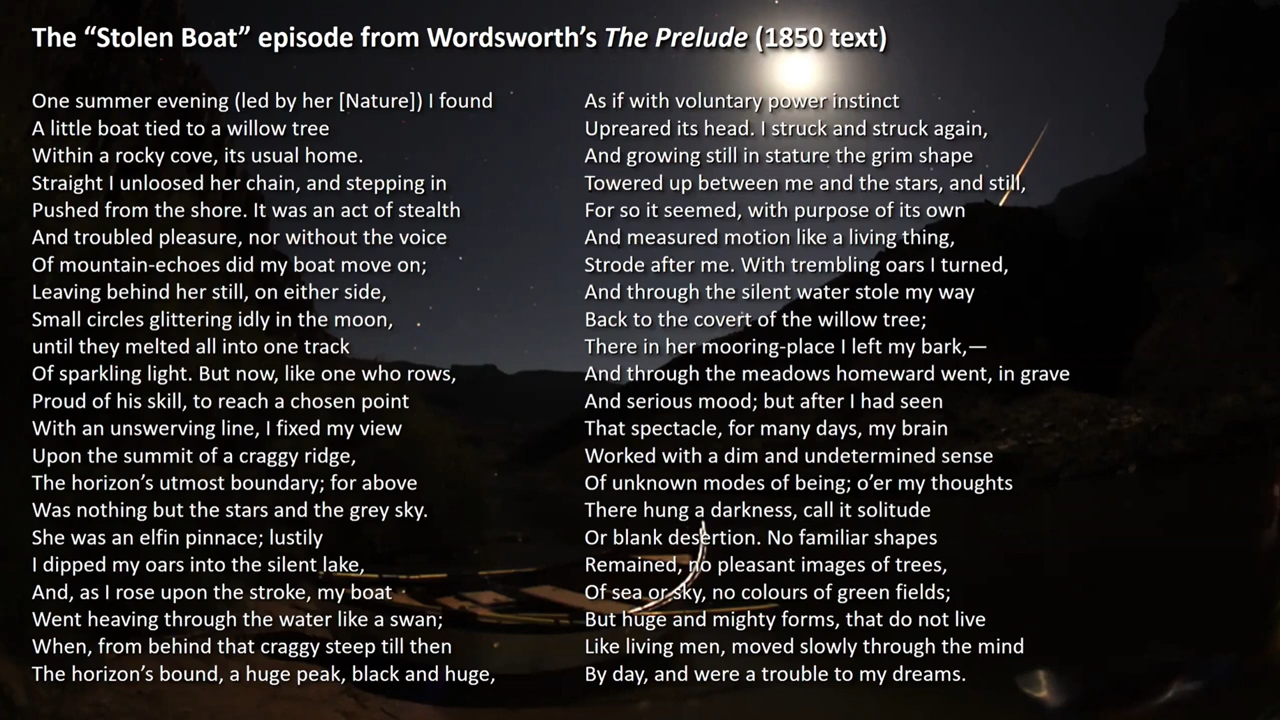 The “Stolen Boat” episode from Wordsworth’s The Prelude (1850 text)
One summer evening (led by her [Nature]) I found
A little boat tied to a willow tree
Within a rocky cove, its usual home.
Straight I unloosed her chain, and stepping in
Pushed from the shore. It was an act of stealth
And troubled pleasure, nor without the voice
Of mountain-echoes did my boat move on;
Leaving behind her still, on either side,
Small circles glittering idly in the moon,
until they melted all into one track
Of sparkling light. But now, like one who rows,
Proud of his skill, to reach a chosen point
With an unswerving line, I fixed my view
Upon the summit of a craggy ridge,
The horizon’s utmost boundary; for above
Was nothing but the stars and the grey sky.
She was an elfin pinnace; lustily
I dipped my oars into the silent lake,
And, as I rose upon the stroke, my boat
Went heaving through the water like a swan;
When, from behind that craggy steep till then
The horizon’s bound, a huge peak, black and huge,
As if with voluntary power instinct
Upreared its head. I struck and struck again,
And growing still in stature the grim shape
Towered up between me and the stars, and still,
For so it seemed, with purpose of its own
And measured motion like a living thing,
Strode after me. With trembling oars I turned,
And through the silent water stole my way
Back to the covert of the willow tree;
There in her mooring-place I left my bark,—
And through the meadows homeward went, in grave
And serious mood; but after I had seen
That spectacle, for many days, my brain
Worked with a dim and undetermined sense
Of unknown modes of being; o’er my thoughts
There hung a darkness, call it solitude
Or blank desertion. No familiar shapes
Remained, no pleasant images of trees,
Of sea or sky, no colours of green fields;
But huge and mighty forms, that do not live
Like living men, moved slowly through the mind
By day, and were a trouble to my dreams.